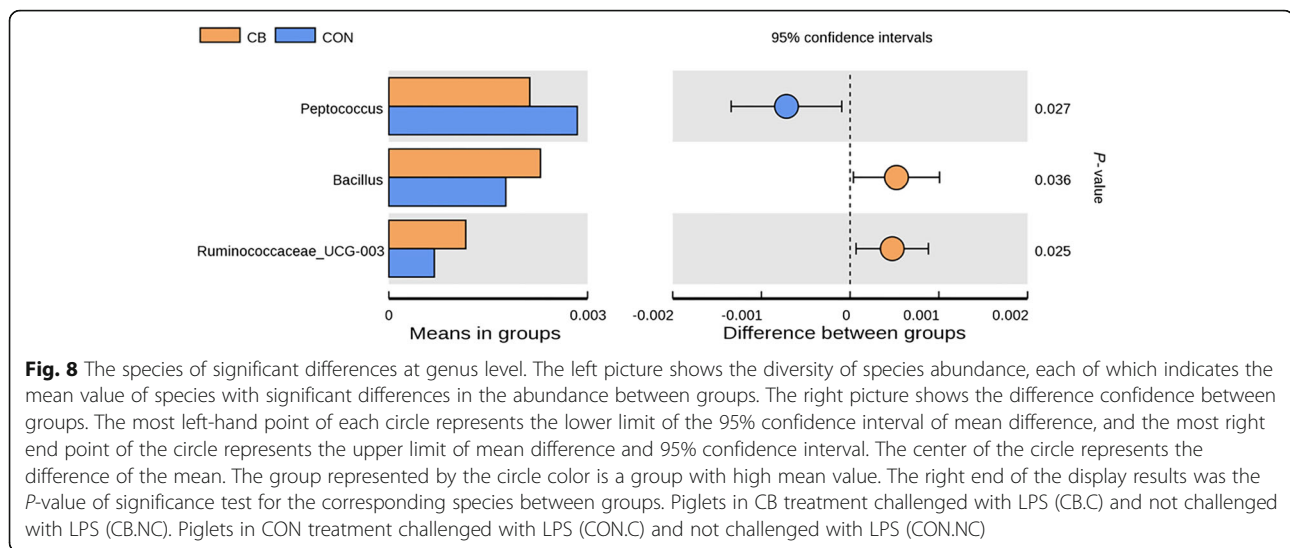 CB CON 95% confidence intervals
Peptococcus 0.027
Bacillus 0.036
P-value
Ruminococcaceae_UCG-003 0.025
0 0.003 -0.002 -0.001 0 0.001 0.002
Means in groups Difference between groups
Fig. 8 The species of significant differences at genus level. The left picture shows the diversity of species abundance, each of which indicates the
mean value of species with significant differences in the abundance between groups. The right picture shows the difference confidence between
groups. The most left-hand point of each circle represents the lower limit of the 95% confidence interval of mean difference, and the most right
end point of the circle represents the upper limit of mean difference and 95% confidence interval. The center of the circle represents the
difference of the mean. The group represented by the circle color is a group with high mean value. The right end of the display results was the
P-value of significance test for the corresponding species between groups. Piglets in CB treatment challenged with LPS (CB.C) and not challenged
with LPS (CB.NC). Piglets in CON treatment challenged with LPS (CON.C) and not challenged with LPS (CON.NC)